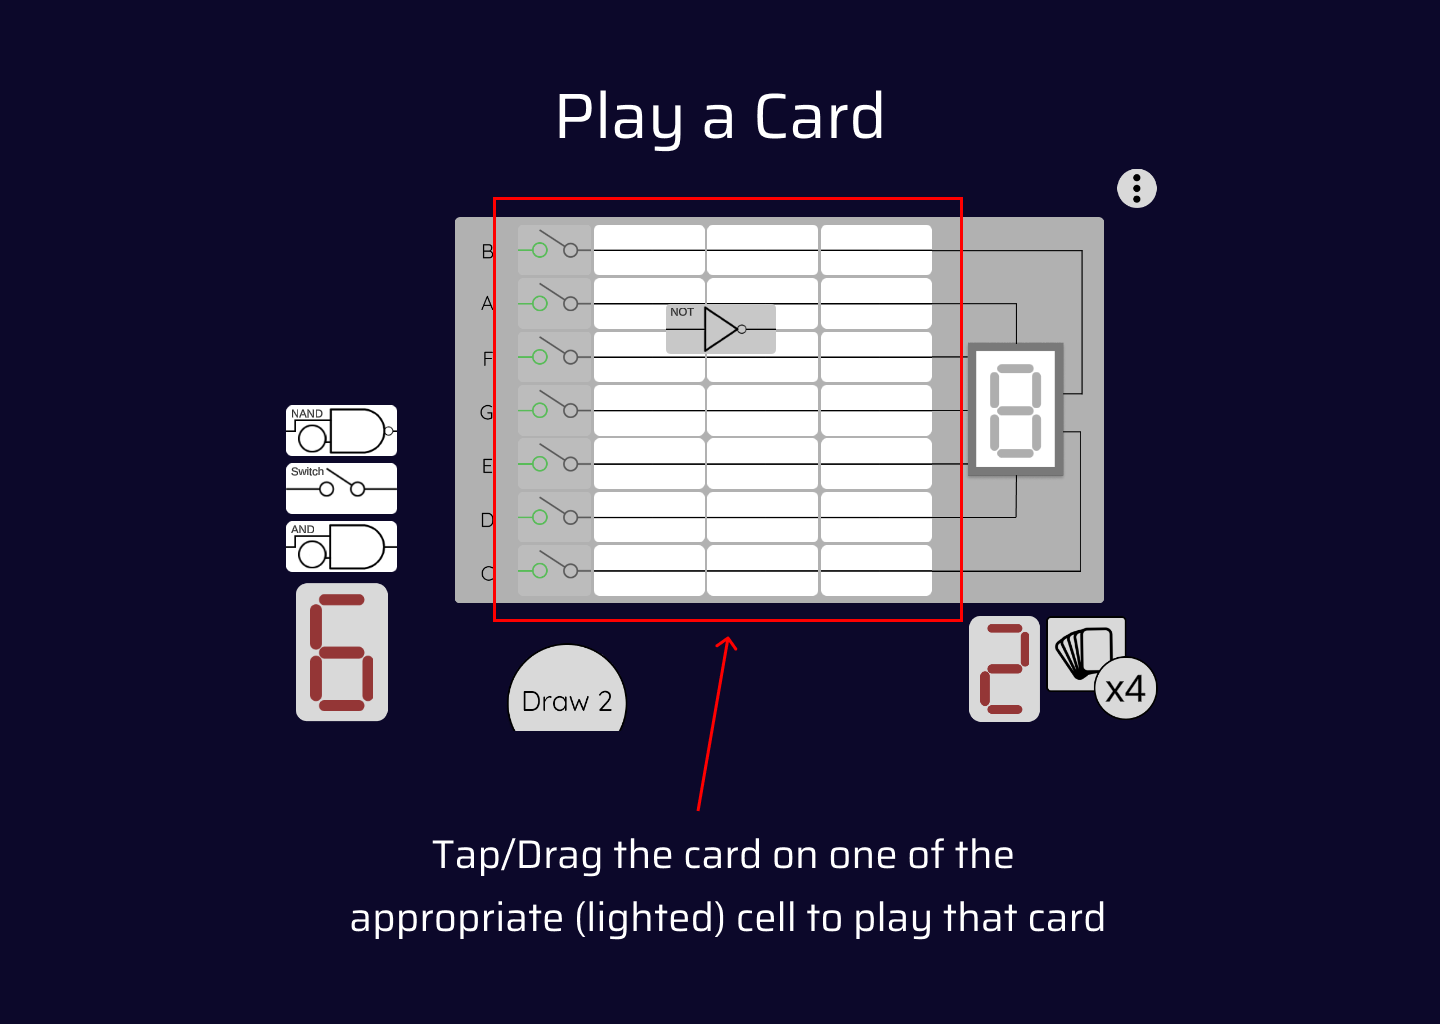 Play a Card
B
A
NOT
F
G
NAND
E
Switch
D
AND
C
6
2
x4
Draw 2
Tap/Drag the card on one of the
appropriate (lighted) cell to play that card